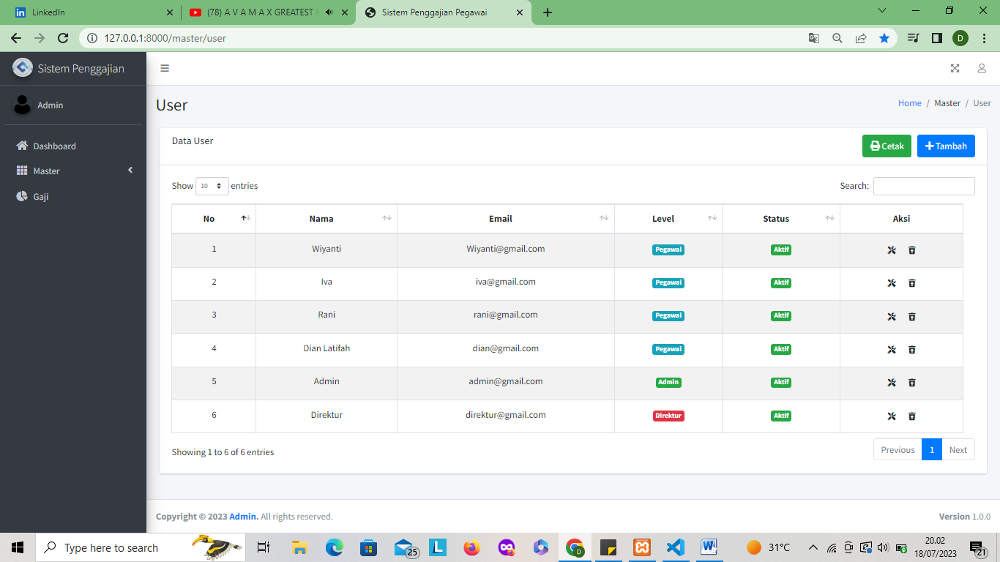 LinkedIn
(78) A V A M A X GREATEST
Sistem Penggajian Pegawai
127.0.0.1:8000/master/user
D
Sistem Penggajian
Admin
Dashboard
Master
Gaji
User
Home / Master / User
Data User
Cetak
Tambah
Show 10 entries
Search:
No Nama Email Level Status Aksi
1 Wiyanti Wiyanti@gmail.com Pegawai Aktif
2 Iva iva@gmail.com Pegawai Aktif
3 Rani rani@gmail.com Pegawai Aktif
4 Dian Latifah dian@gmail.com Pegawai Aktif
5 Admin admin@gmail.com Admin Aktif
6 Direktur direktur@gmail.com Direktur Aktif
Showing 1 to 6 of 6 entries
Previous 1 Next
Copyright © 2023 Admin. All rights reserved.
Version 1.0.0
Type here to search
25
L
D
W
31°C
20.02
18/07/2023
21